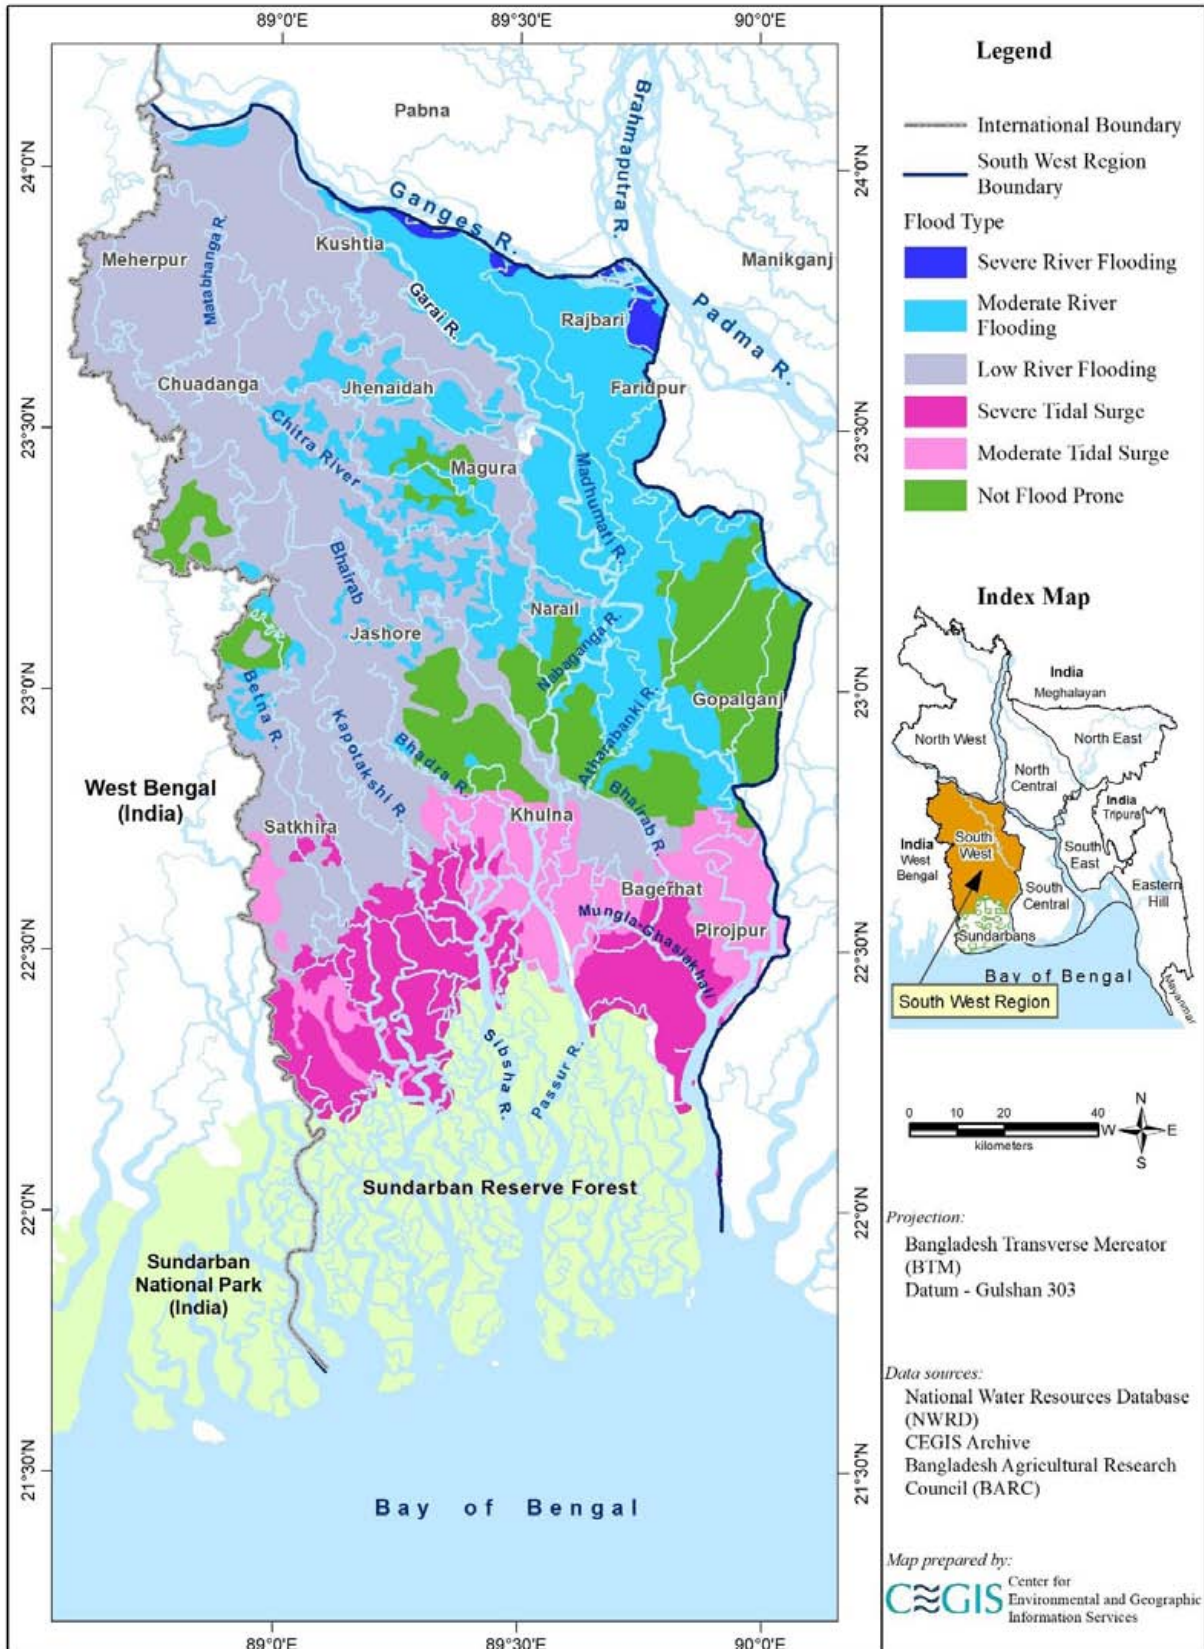 89°0'E
89°30'E
90°0'E
24°0'N
23°30'N
23°0'N
22°30'N
22°0'N
21°30'N
24°0'N
23°30'N
23°0'N
22°30'N
22°0'N
21°30'N
89°0'E
89°30'E
90°0'E
Pabna
Brahmaputra R.
Ganges R.
Kushtia
Meherpur
Matabhanga R.
Manikganj
Garai R.
Rajbari
Padma R.
Chuadanga
Jhenaidah
Faridpur
Chitra River
Magura
Madhumati R.
Bhairab
Narail
Jashore
Nabaganga R.
Betna R.
Gopalganj
Kapotakshi R.
Bhadra R.
Atharabanki R.
West Bengal
(India)
Khulna
Bhairab R.
Satkhira
Bagerhat
Mungla-Ghasiakhali
Pirojpur
Sibsha R.
Passur R.
Sundarban Reserve Forest
Sundarban
National Park
(India)
Bay of Bengal
Legend
International Boundary
South West Region
Boundary
Flood Type
Severe River Flooding
Moderate River
Flooding
Low River Flooding
Severe Tidal Surge
Moderate Tidal Surge
Not Flood Prone
Index Map
India
Meghalayan
North West
North East
North
Central
India
Tripura
South
West
India
West
Bengal
South
East
South
Central
Eastern
Hill
Sundarbans
Bay of Bengal
Mayanmar
South West Region
0 10 20 40
kilometers
N
W E
S
Projection:
Bangladesh Transverse Mercator
(BTM)
Datum - Gulshan 303
Data sources:
National Water Resources Database
(NWRD)
CEGIS Archive
Bangladesh Agricultural Research
Council (BARC)
Map prepared by:
CEGIS
Center for
Environmental and Geographic
Information Services